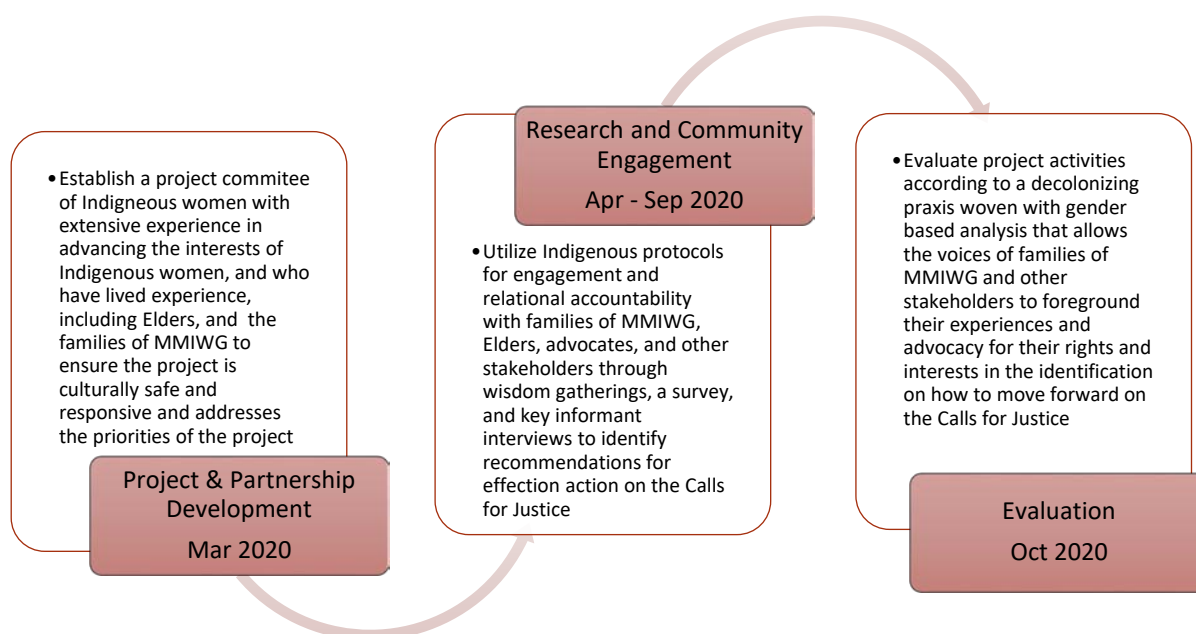 •Establish a project commitee
of Indigneous women with
extensive experience in
advancing the interests of
Indigenous women, and who
have lived experience,
including Elders, and  the
families of MMIWG to
ensure the project is
culturally safe and
responsive and addresses
the priorities of the project
Project & Partnership
Development
Mar 2020
Research and Community
Engagement
Apr - Sep 2020
•Utilize Indigenous protocols
for engagement and
relational accountability
with families of MMIWG,
Elders, advocates, and other
stakeholders through
wisdom gatherings, a survey,
and key informant
interviews to identify
recommendations for
effection action on the Calls
for Justice
•Evaluate project activities
according to a decolonizing
praxis woven with gender
based analysis that allows
the voices of families of
MMIWG and other
stakeholders to foreground
their experiences and
advocacy for their rights and
interests in the identification
on how to move forward on
the Calls for Justice
Evaluation
Oct 2020